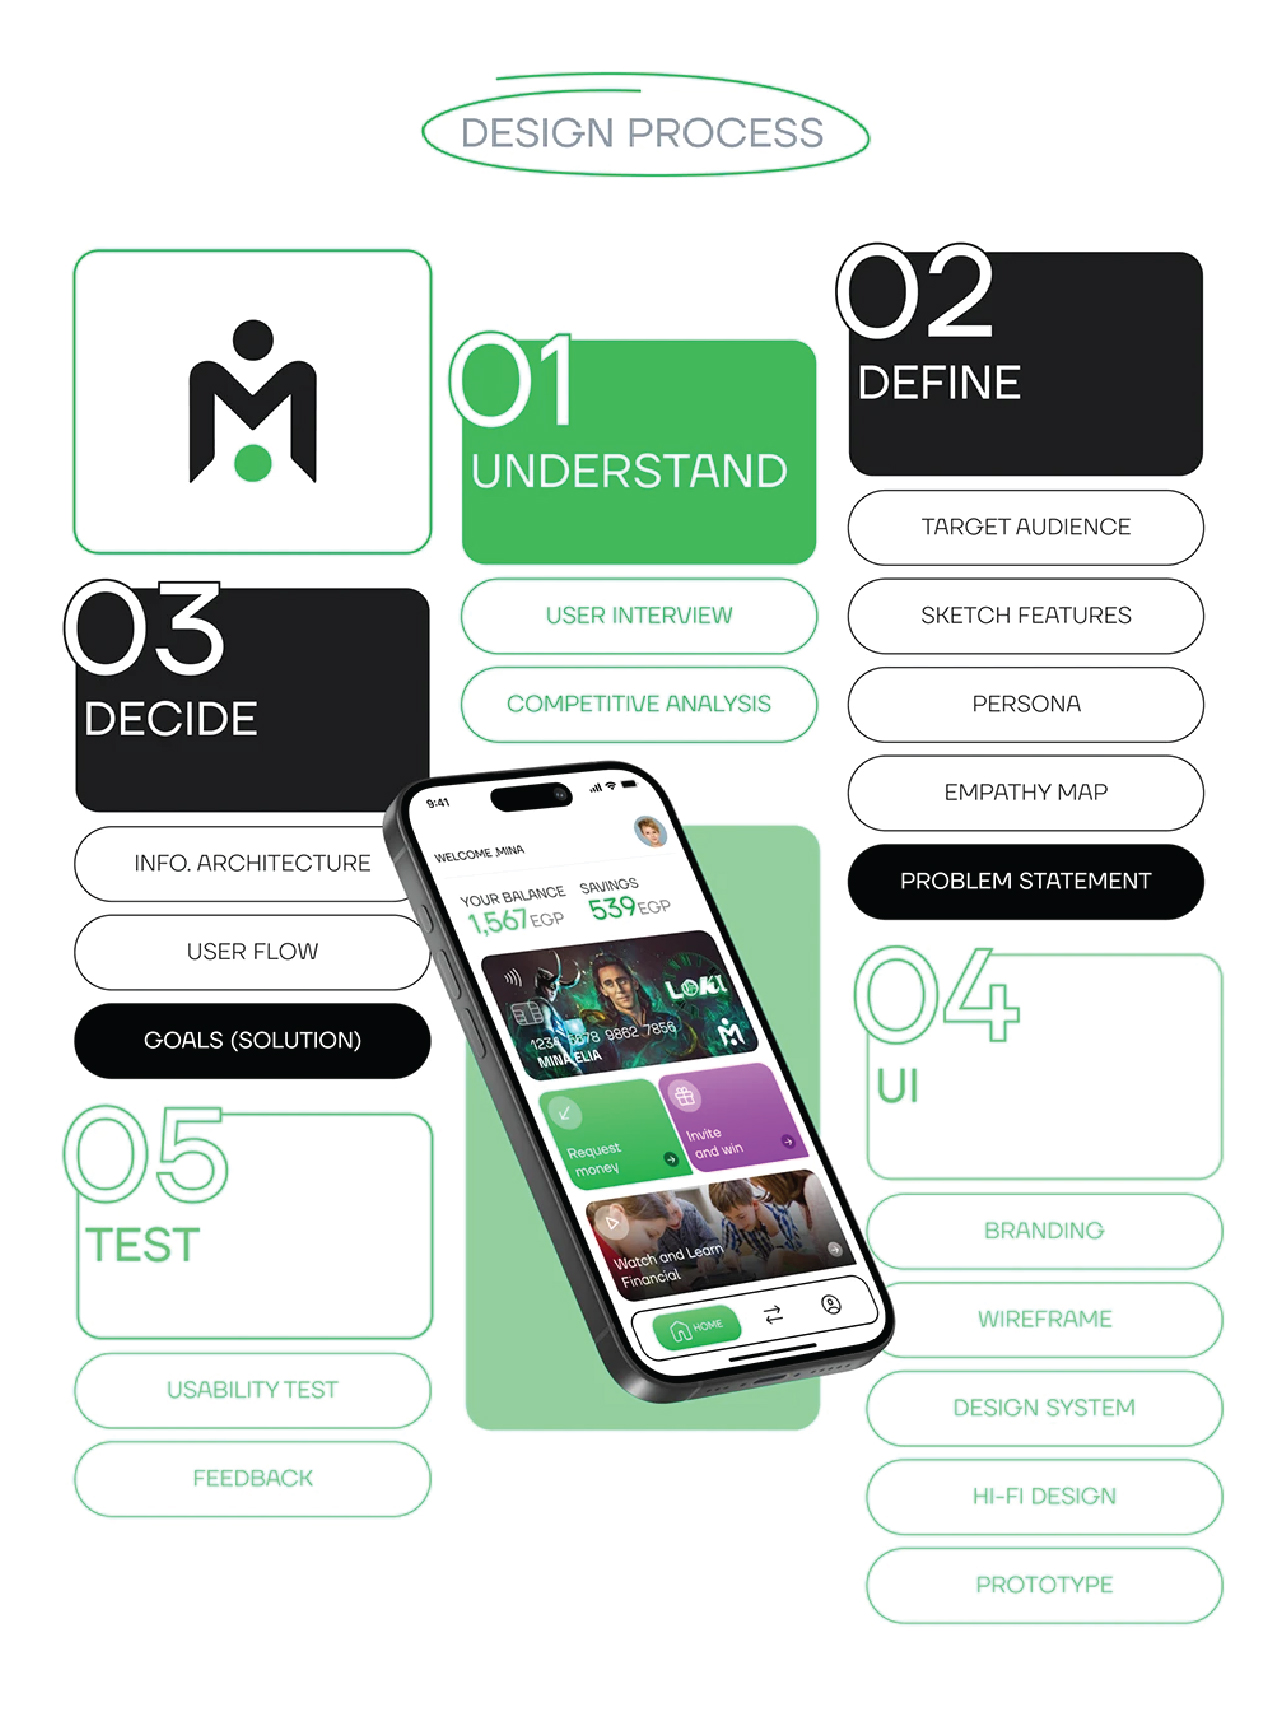 DESIGN PROCESS
01
UNDERSTAND
USER INTERVIEW
COMPETITIVE ANALYSIS
02
DEFINE
TARGET AUDIENCE
SKETCH FEATURES
PERSONA
EMPATHY MAP
PROBLEM STATEMENT
03
DECIDE
INFO. ARCHITECTURE
USER FLOW
GOALS (SOLUTION)
04
UI
BRANDING
WIREFRAME
DESIGN SYSTEM
HI-FI DESIGN
PROTOTYPE
05
TEST
USABILITY TEST
FEEDBACK
9:41
WELCOME ,MINA
YOUR BALANCE
1,567 EGP
SAVINGS
539 EGP
LOKI
1234 5678 9862 7856
MINA ELIA
Request
money
Invite
and win
Watch and Learn
Financial
HOME